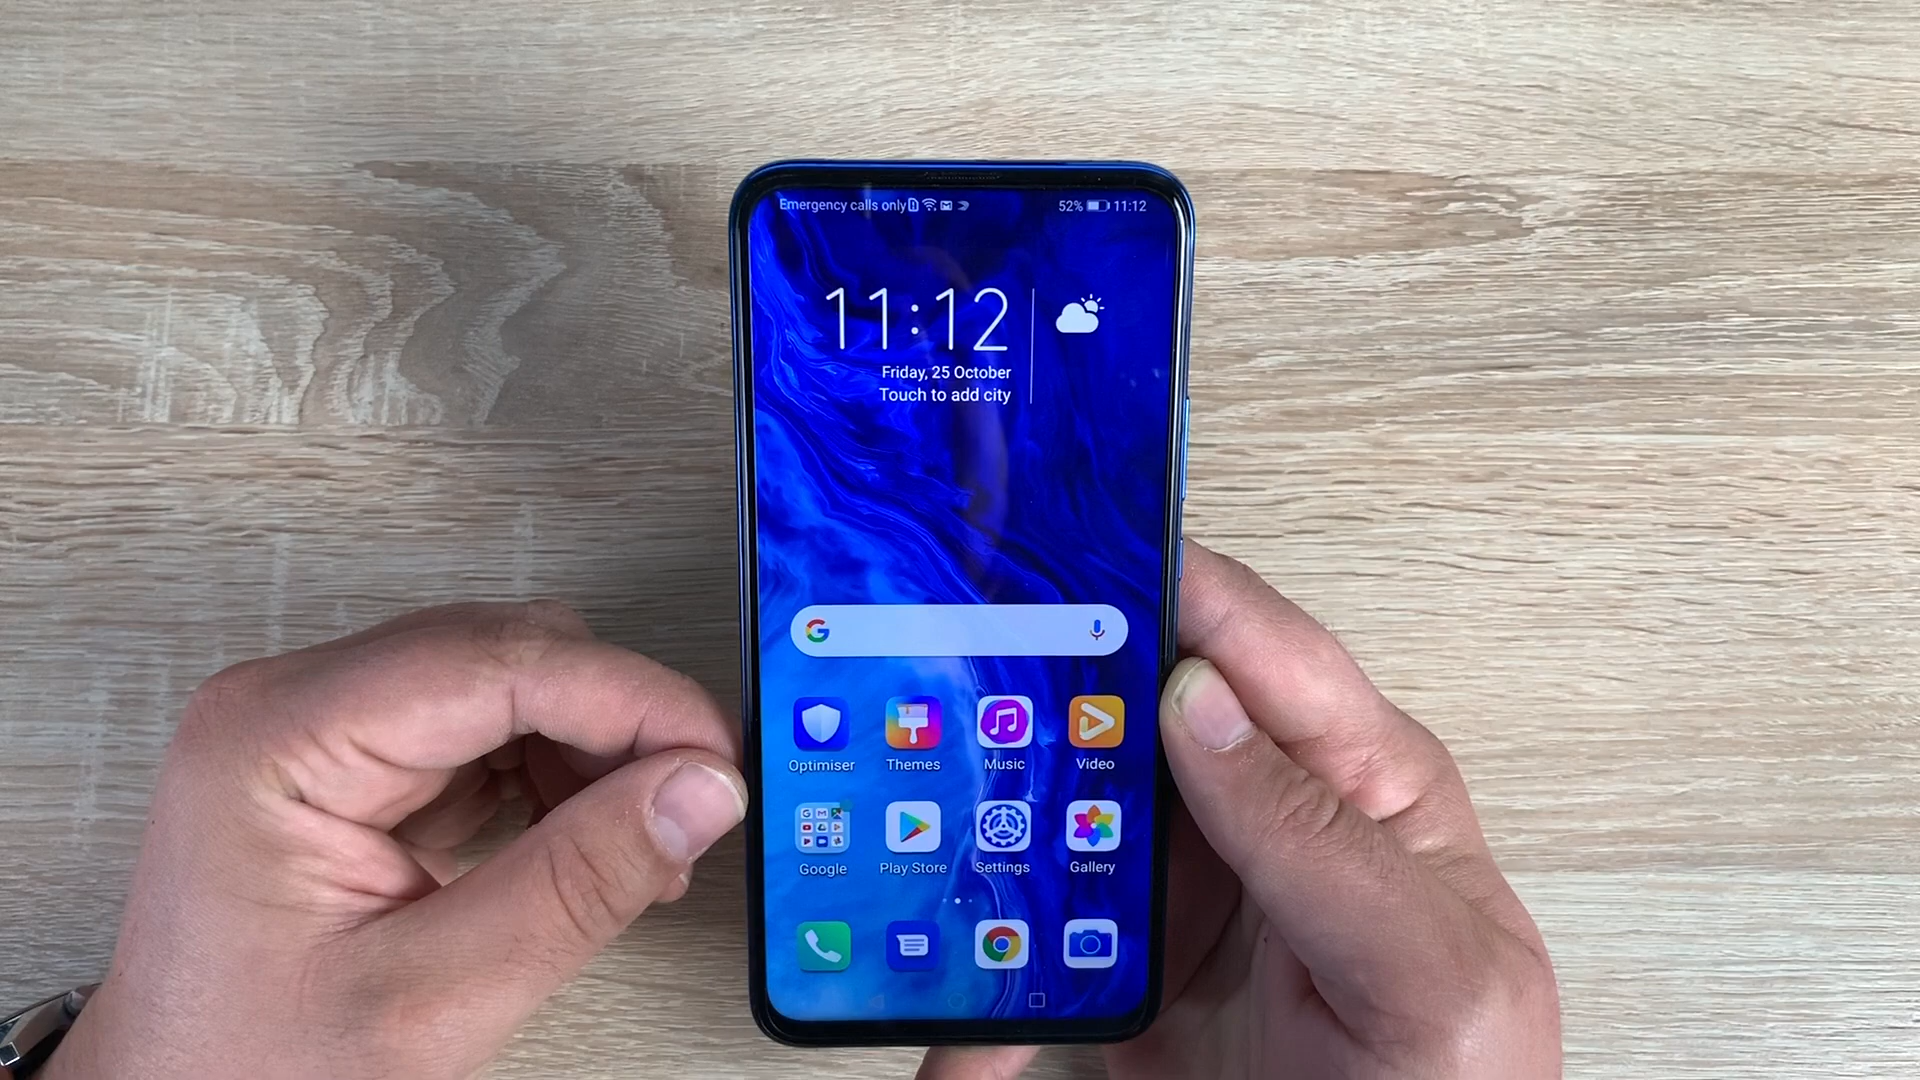 Emergency calls only 52% 11:12
11:12
Friday, 25 October
Touch to add city
Optimiser Themes Music Video
Google Play Store Settings Gallery